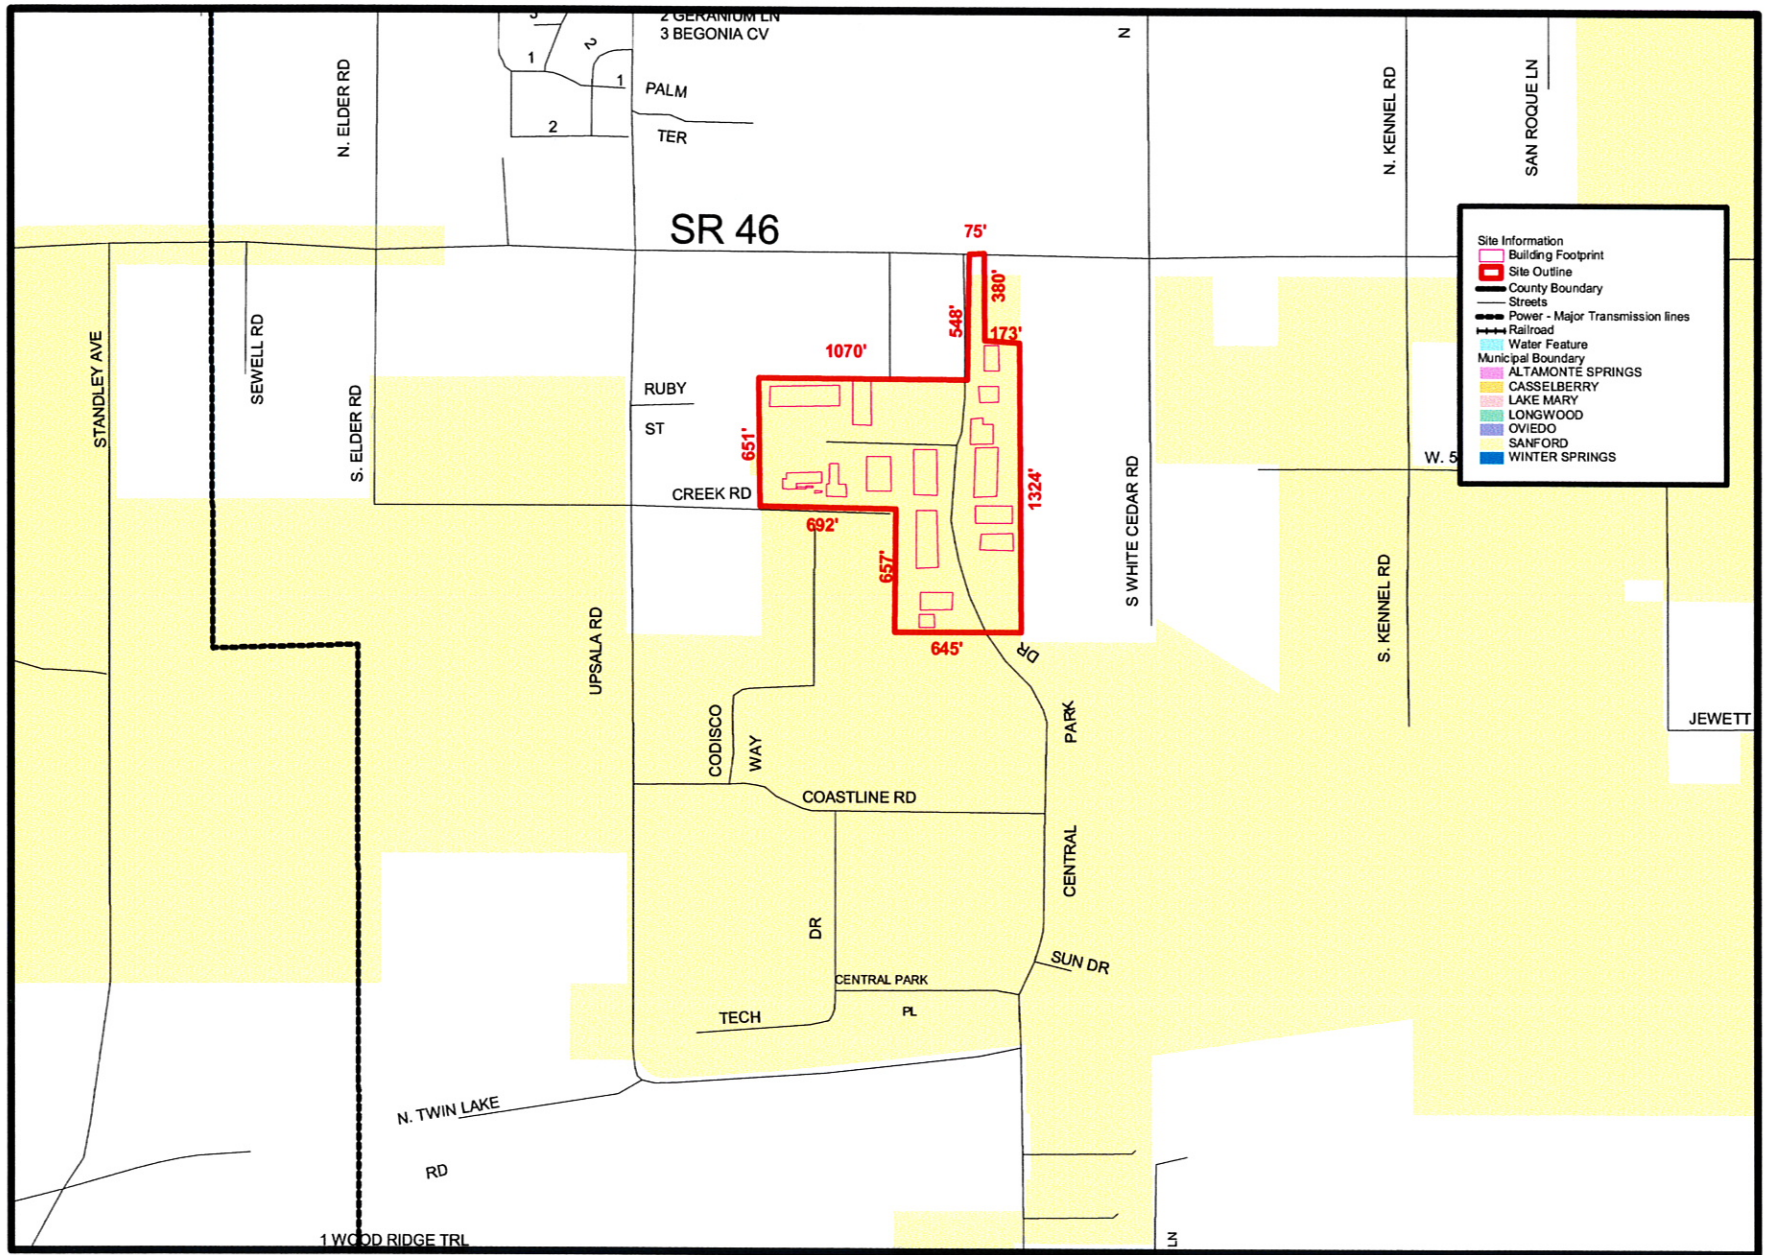 2 GERANIUM LN
3 BEGONIA CV
3
2
1
1
2
PALM
TER
N. ELDER RD
N
N. KENNEL RD
SAN ROQUE LN
SR 46
75'
380'
548'
173'
1070'
651'
692'
657'
645'
1324'
STANDLEY AVE
SEWELL RD
S. ELDER RD
RUBY
ST
CREEK RD
UPSALA RD
S WHITE CEDAR RD
W. 5
S. KENNEL RD
JEWETT
Site Information
Building Footprint
Site Outline
County Boundary
Streets
Power - Major Transmission lines
Railroad
Water Feature
Municipal Boundary
ALTAMONTE SPRINGS
CASSELBERRY
LAKE MARY
LONGWOOD
OVIEDO
SANFORD
WINTER SPRINGS
DR
PARK
CENTRAL
CODISCO
WAY
COASTLINE RD
DR
SUN DR
CENTRAL PARK
PL
TECH
N. TWIN LAKE
RD
1 WOOD RIDGE TRL
LN